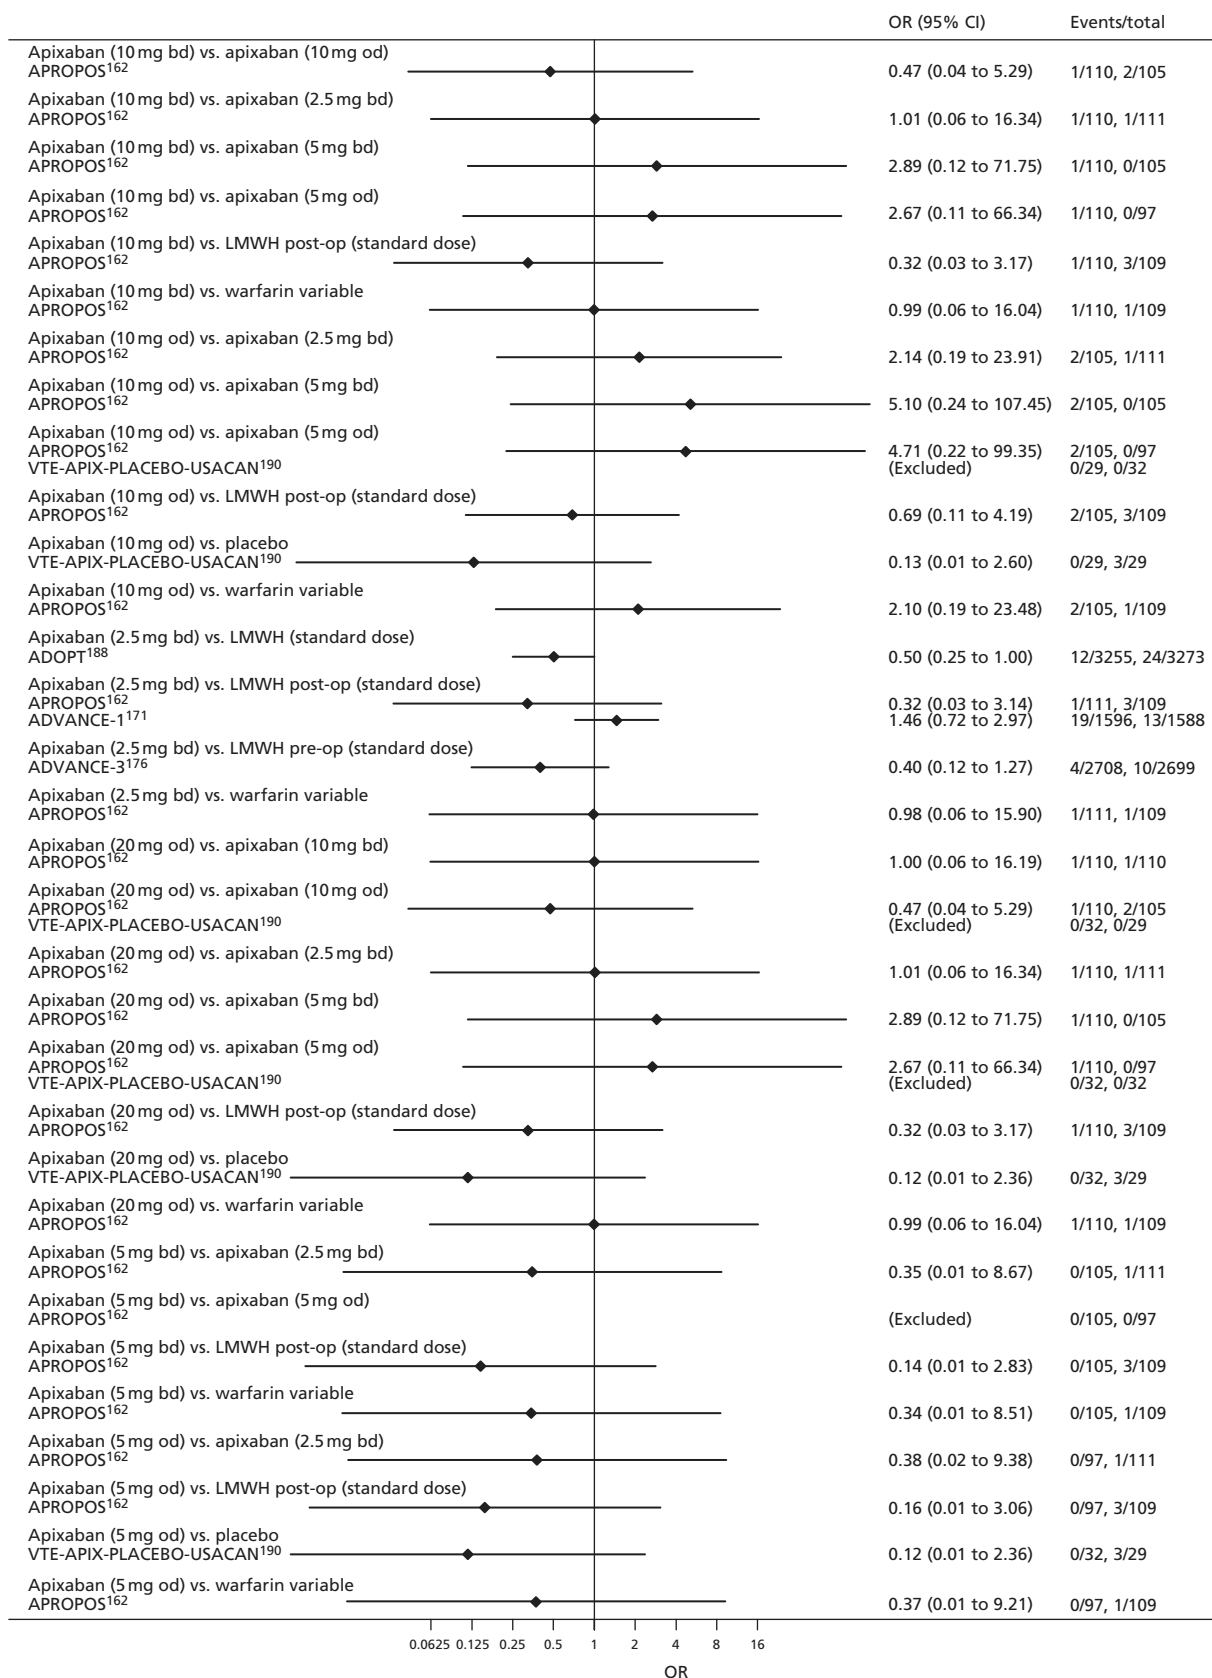 OR (95% CI) Events/total
Apixaban (10 mg bd) vs. apixaban (10 mg od)
APROPOS162 0.47 (0.04 to 5.29) 1/110, 2/105
Apixaban (10 mg bd) vs. apixaban (2.5 mg bd)
APROPOS162 1.01 (0.06 to 16.34) 1/110, 1/111
Apixaban (10 mg bd) vs. apixaban (5 mg bd)
APROPOS162 2.89 (0.12 to 71.75) 1/110, 0/105
Apixaban (10 mg bd) vs. apixaban (5 mg od)
APROPOS162 2.67 (0.11 to 66.34) 1/110, 0/97
Apixaban (10 mg bd) vs. LMWH post-op (standard dose)
APROPOS162 0.32 (0.03 to 3.17) 1/110, 3/109
Apixaban (10 mg bd) vs. warfarin variable
APROPOS162 0.99 (0.06 to 16.04) 1/110, 1/109
Apixaban (10 mg od) vs. apixaban (2.5 mg bd)
APROPOS162 2.14 (0.19 to 23.91) 2/105, 1/111
Apixaban (10 mg od) vs. apixaban (5 mg bd)
APROPOS162 5.10 (0.24 to 107.45) 2/105, 0/105
Apixaban (10 mg od) vs. apixaban (5 mg od)
APROPOS162 4.71 (0.22 to 99.35) 2/105, 0/97
VTE-APIX-PLACEBO-USACAN190 (Excluded) 0/29, 0/32
Apixaban (10 mg od) vs. LMWH post-op (standard dose)
APROPOS162 0.69 (0.11 to 4.19) 2/105, 3/109
Apixaban (10 mg od) vs. placebo
VTE-APIX-PLACEBO-USACAN190 0.13 (0.01 to 2.60) 0/29, 3/29
Apixaban (10 mg od) vs. warfarin variable
APROPOS162 2.10 (0.19 to 23.48) 2/105, 1/109
Apixaban (2.5 mg bd) vs. LMWH (standard dose)
ADOPT188 0.50 (0.25 to 1.00) 12/3255, 24/3273
Apixaban (2.5 mg bd) vs. LMWH post-op (standard dose)
APROPOS162 0.32 (0.03 to 3.14) 1/111, 3/109
ADVANCE-1171 1.46 (0.72 to 2.97) 19/1596, 13/1588
Apixaban (2.5 mg bd) vs. LMWH pre-op (standard dose)
ADVANCE-3176 0.40 (0.12 to 1.27) 4/2708, 10/2699
Apixaban (2.5 mg bd) vs. warfarin variable
APROPOS162 0.98 (0.06 to 15.90) 1/111, 1/109
Apixaban (20 mg od) vs. apixaban (10 mg bd)
APROPOS162 1.00 (0.06 to 16.19) 1/110, 1/110
Apixaban (20 mg od) vs. apixaban (10 mg od)
APROPOS162 0.47 (0.04 to 5.29) 1/110, 2/105
VTE-APIX-PLACEBO-USACAN190 (Excluded) 0/32, 0/29
Apixaban (20 mg od) vs. apixaban (2.5 mg bd)
APROPOS162 1.01 (0.06 to 16.34) 1/110, 1/111
Apixaban (20 mg od) vs. apixaban (5 mg bd)
APROPOS162 2.89 (0.12 to 71.75) 1/110, 0/105
Apixaban (20 mg od) vs. apixaban (5 mg od)
APROPOS162 2.67 (0.11 to 66.34) 1/110, 0/97
VTE-APIX-PLACEBO-USACAN190 (Excluded) 0/32, 0/32
Apixaban (20 mg od) vs. LMWH post-op (standard dose)
APROPOS162 0.32 (0.03 to 3.17) 1/110, 3/109
Apixaban (20 mg od) vs. placebo
VTE-APIX-PLACEBO-USACAN190 0.12 (0.01 to 2.36) 0/32, 3/29
Apixaban (20 mg od) vs. warfarin variable
APROPOS162 0.99 (0.06 to 16.04) 1/110, 1/109
Apixaban (5 mg bd) vs. apixaban (2.5 mg bd)
APROPOS162 0.35 (0.01 to 8.67) 0/105, 1/111
Apixaban (5 mg bd) vs. apixaban (5 mg od)
APROPOS162 (Excluded) 0/105, 0/97
Apixaban (5 mg bd) vs. LMWH post-op (standard dose)
APROPOS162 0.14 (0.01 to 2.83) 0/105, 3/109
Apixaban (5 mg bd) vs. warfarin variable
APROPOS162 0.34 (0.01 to 8.51) 0/105, 1/109
Apixaban (5 mg od) vs. apixaban (2.5 mg bd)
APROPOS162 0.38 (0.02 to 9.38) 0/97, 1/111
Apixaban (5 mg od) vs. LMWH post-op (standard dose)
APROPOS162 0.16 (0.01 to 3.06) 0/97, 3/109
Apixaban (5 mg od) vs. placebo
VTE-APIX-PLACEBO-USACAN190 0.12 (0.01 to 2.36) 0/32, 3/29
Apixaban (5 mg od) vs. warfarin variable
APROPOS162 0.37 (0.01 to 9.21) 0/97, 1/109
0.0625 0.125 0.25 0.5 1 2 4 8 16
OR